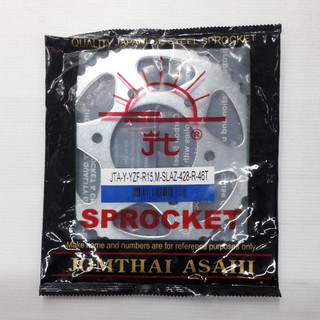 QUALITY JAPANESE STEEL SPROCKET
jt ®
JTA-Y-YZF-R15,M-SLAZ-428-R-46T
SPROCKET
Make name and numbers are for reference purposes only.
JOMTHAI ASAHI